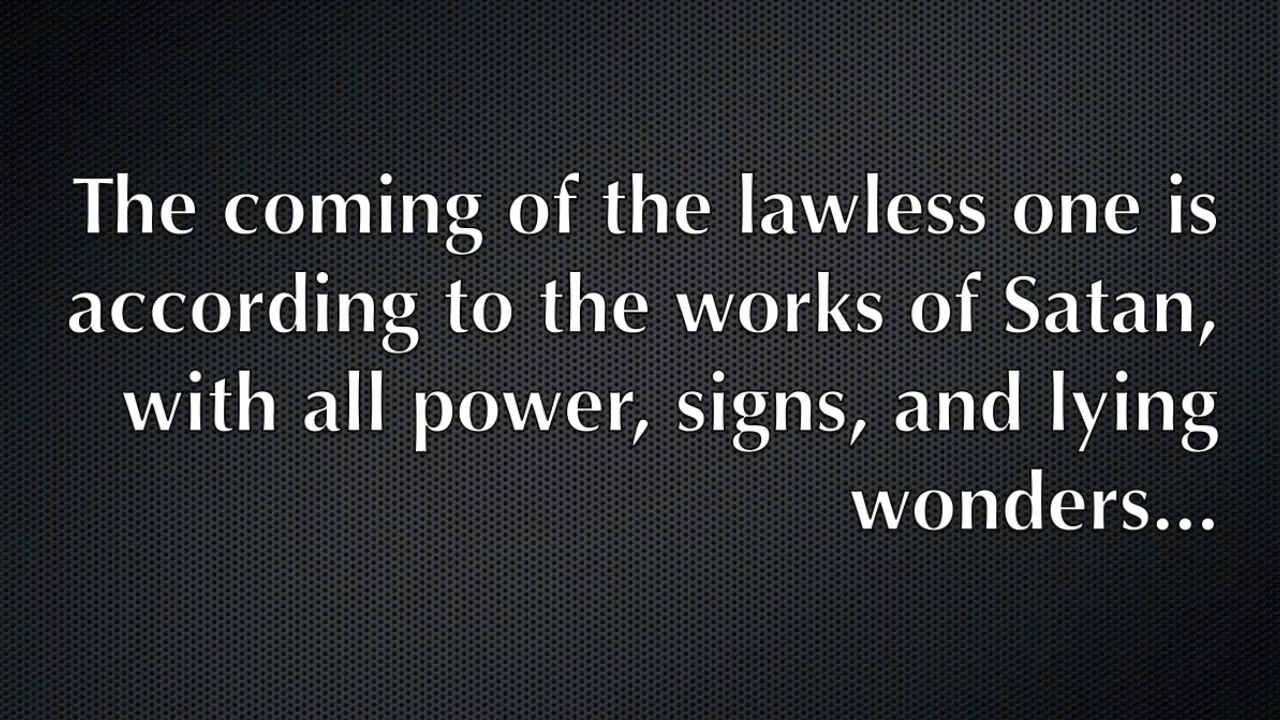 The coming of the lawless one is
according to the works of Satan,
with all power, signs, and lying
wonders...